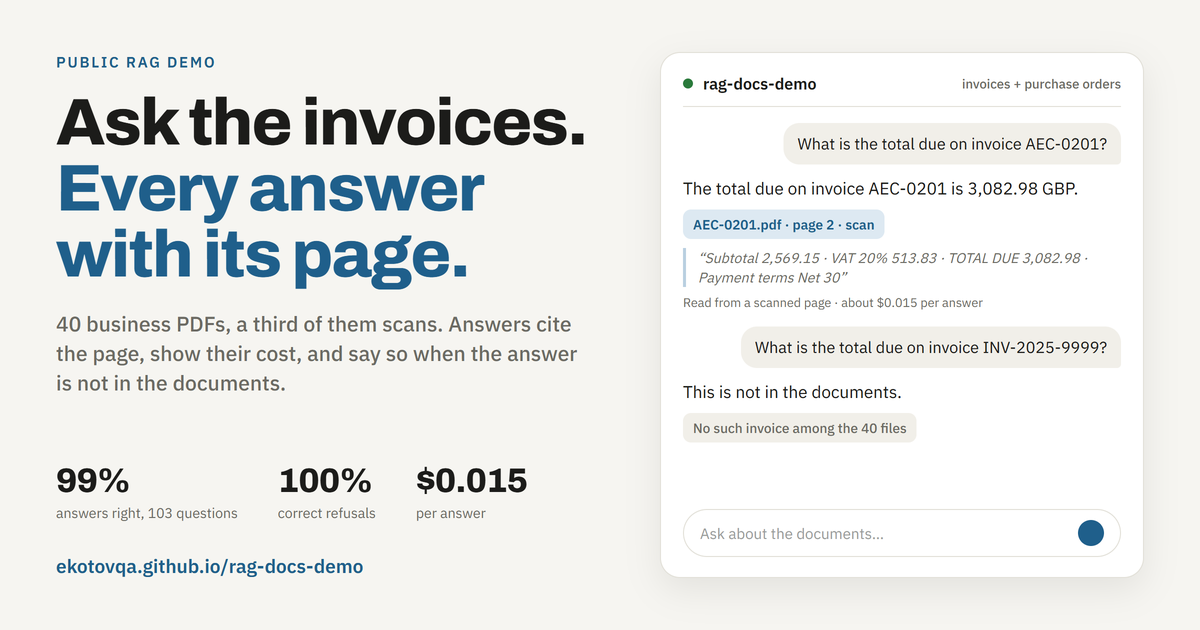 PUBLIC RAG DEMO
Ask the invoices.
Every answer
with its page.
40 business PDFs, a third of them scans. Answers cite
the page, show their cost, and say so when the answer
is not in the documents.
99%
answers right, 103 questions
100%
correct refusals
$0.015
per answer
ekotovqa.github.io/rag-docs-demo
rag-docs-demo
invoices + purchase orders
What is the total due on invoice AEC-0201?
The total due on invoice AEC-0201 is 3,082.98 GBP.
AEC-0201.pdf · page 2 · scan
“Subtotal 2,569.15 · VAT 20% 513.83 · TOTAL DUE 3,082.98 ·
Payment terms Net 30”
Read from a scanned page · about $0.015 per answer
What is the total due on invoice INV-2025-9999?
This is not in the documents.
No such invoice among the 40 files
Ask about the documents...